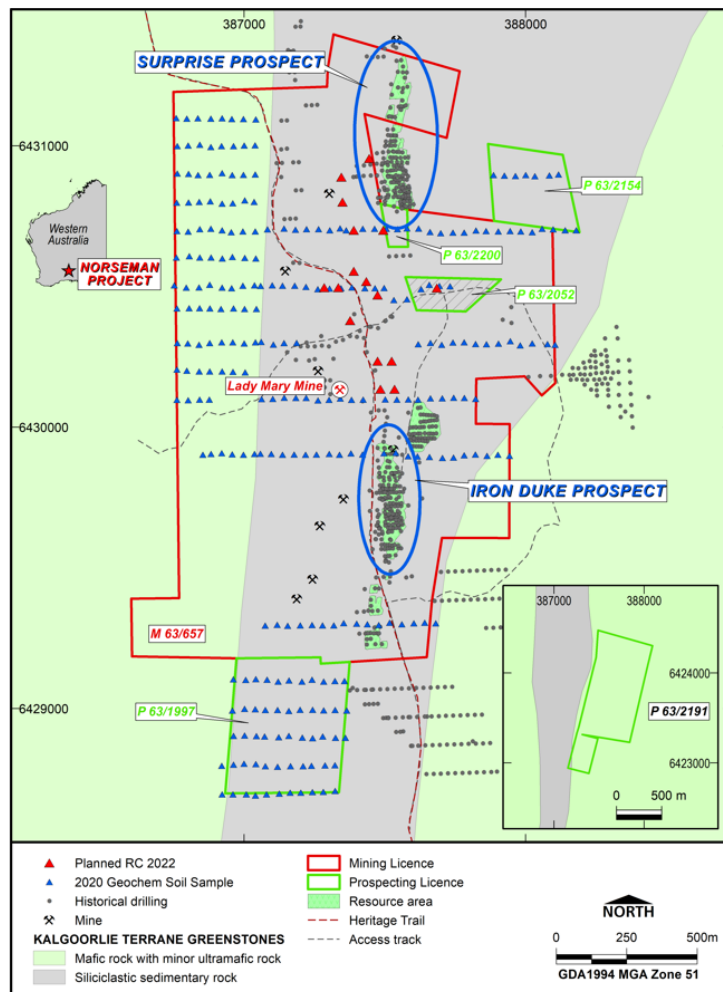 387000
388000
SURPRISE PROSPECT
6431000
P 63/2154
Western
Australia
NORSEMAN
PROJECT
P 63/2200
P 63/2052
Lady Mary Mine
6430000
IRON DUKE PROSPECT
387000
388000
M 63/657
6424000
P 63/1997
P 63/2191
6429000
6423000
0
500 m
Planned RC 2022
2020 Geochem Soil Sample
Historical drilling
Mine
KALGOORLIE TERRANE GREENSTONES
Mafic rock with minor ultramafic rock
Siliciclastic sedimentary rock
Mining Licence
Prospecting Licence
Resource area
Heritage Trail
Access track
NORTH
0 250 500m
GDA1994 MGA Zone 51